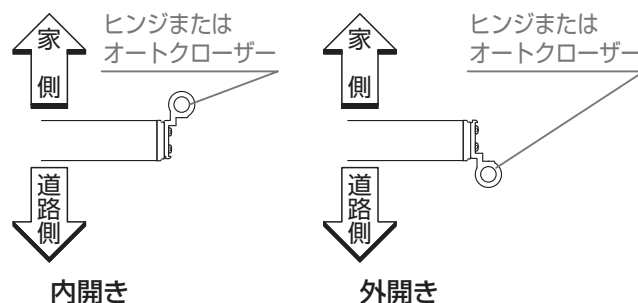 家側
ヒンジまたは
オートクローザー
道路側
内開き
家側
ヒンジまたは
オートクローザー
道路側
外開き